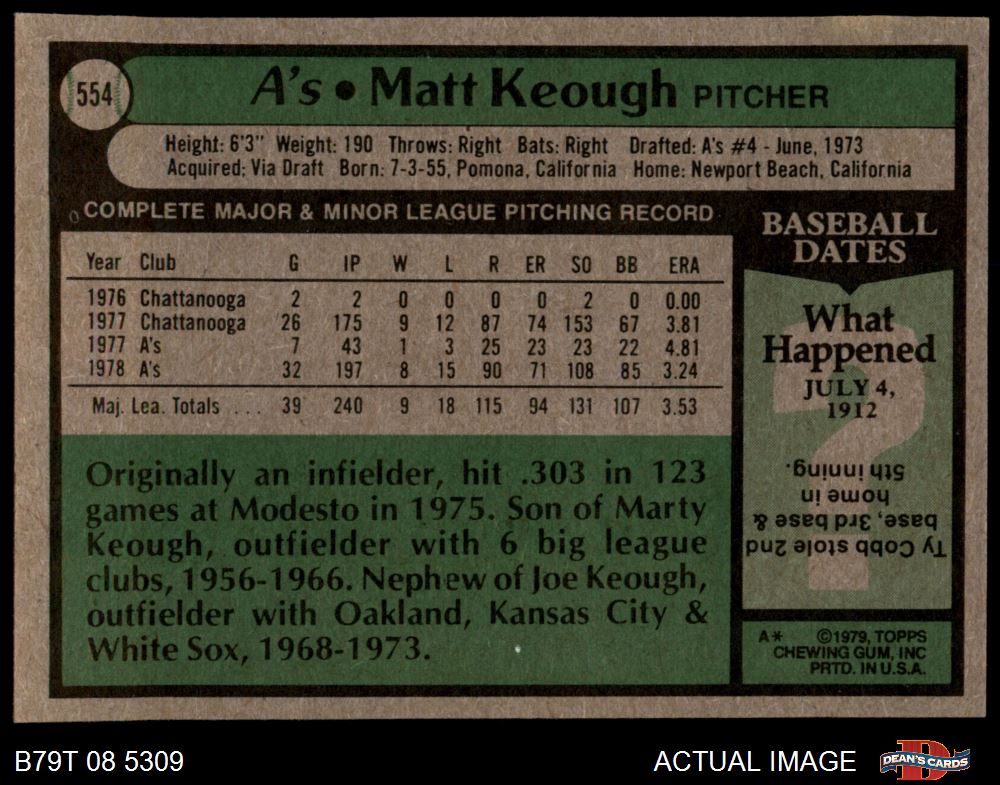 554
A's • Matt Keough PITCHER
Height: 6'3" Weight: 190 Throws: Right Bats: Right Drafted: A's #4 - June, 1973
Acquired: Via Draft Born: 7-3-55, Pomona, California Home: Newport Beach, California
COMPLETE MAJOR & MINOR LEAGUE PITCHING RECORD
Year Club G IP W L R ER SO BB ERA
1976 Chattanooga 2 2 0 0 0 0 2 0 0.00
1977 Chattanooga 26 175 9 12 87 74 153 67 3.81
1977 A's 7 43 1 3 25 23 23 22 4.81
1978 A's 32 197 8 15 90 71 108 85 3.24
Maj. Lea. Totals ... 39 240 9 18 115 94 131 107 3.53
Originally an infielder, hit .303 in 123
games at Modesto in 1975. Son of Marty
Keough, outfielder with 6 big league
clubs, 1956-1966. Nephew of Joe Keough,
outfielder with Oakland, Kansas City &
White Sox, 1968-1973.
BASEBALL
DATES
What
Happened
JULY 4,
1912
?
Ty Cobb stole 2nd
base, 3rd base &
home in
5th inning.
A* ©1979, TOPPS
CHEWING GUM, INC
PRTD. IN U.S.A.
B79T 08 5309
ACTUAL IMAGE
D
DEAN'S CARDS